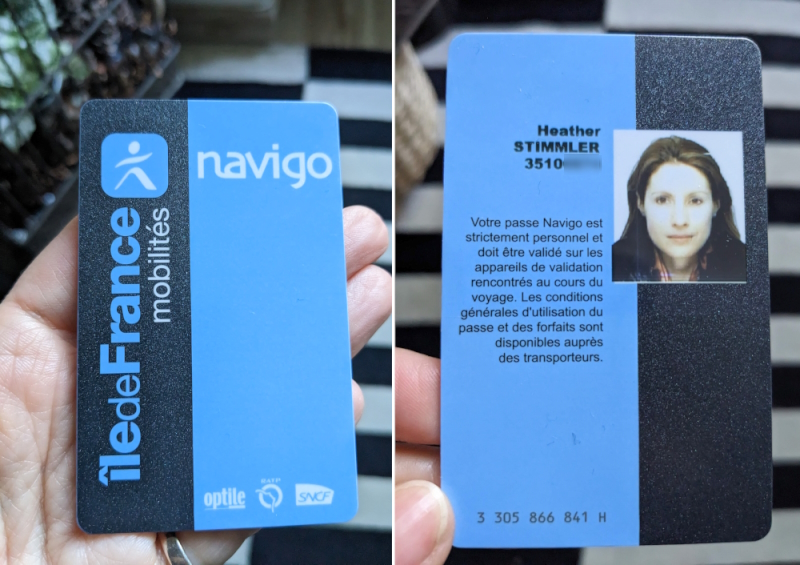 îledeFrance
mobilités
navigo
optile
RATP
SNCF
Heather
STIMMLER
3510
Votre passe Navigo est
strictement personnel et
doit être validé sur les
appareils de validation
rencontrés au cours du
voyage. Les conditions
générales d'utilisation du
passe et des forfaits sont
disponibles auprès
des transporteurs.
3 305 866 841 H